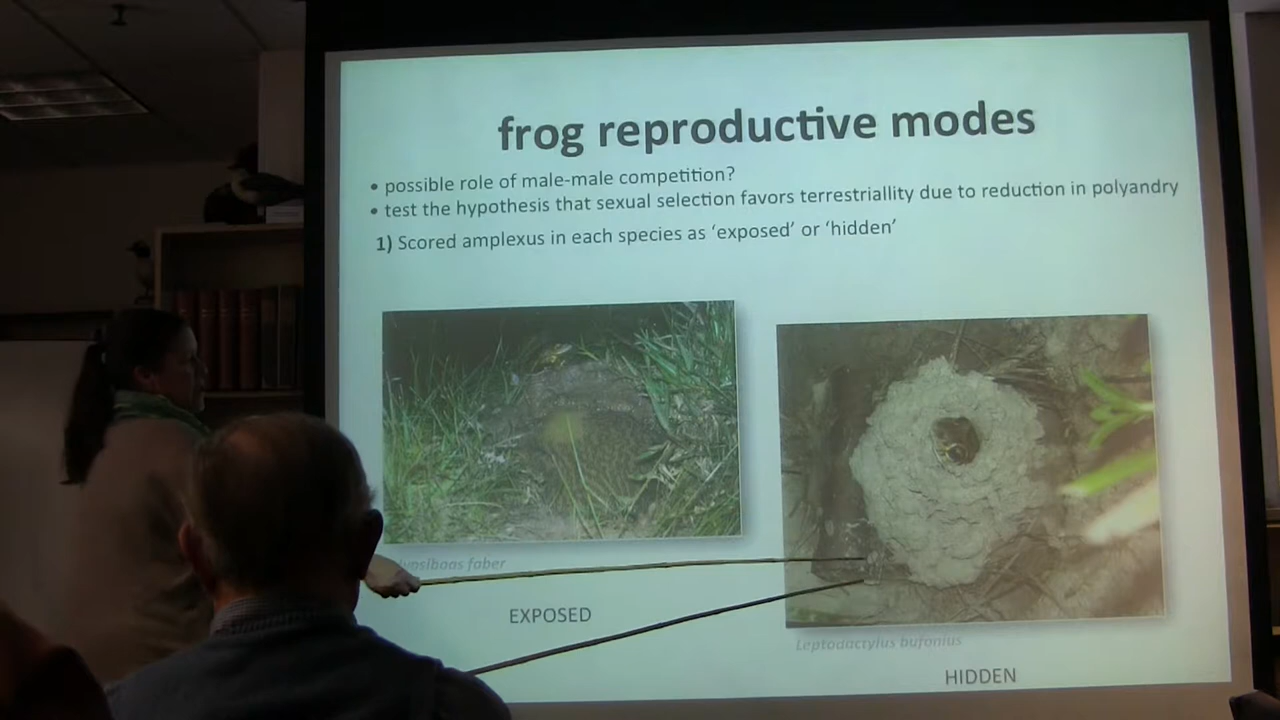 frog reproductive modes
• possible role of male-male competition?
• test the hypothesis that sexual selection favors terrestriallity due to reduction in polyandry
1) Scored amplexus in each species as ‘exposed’ or ‘hidden’
faber
EXPOSED
Leptodactylus bufonius
HIDDEN